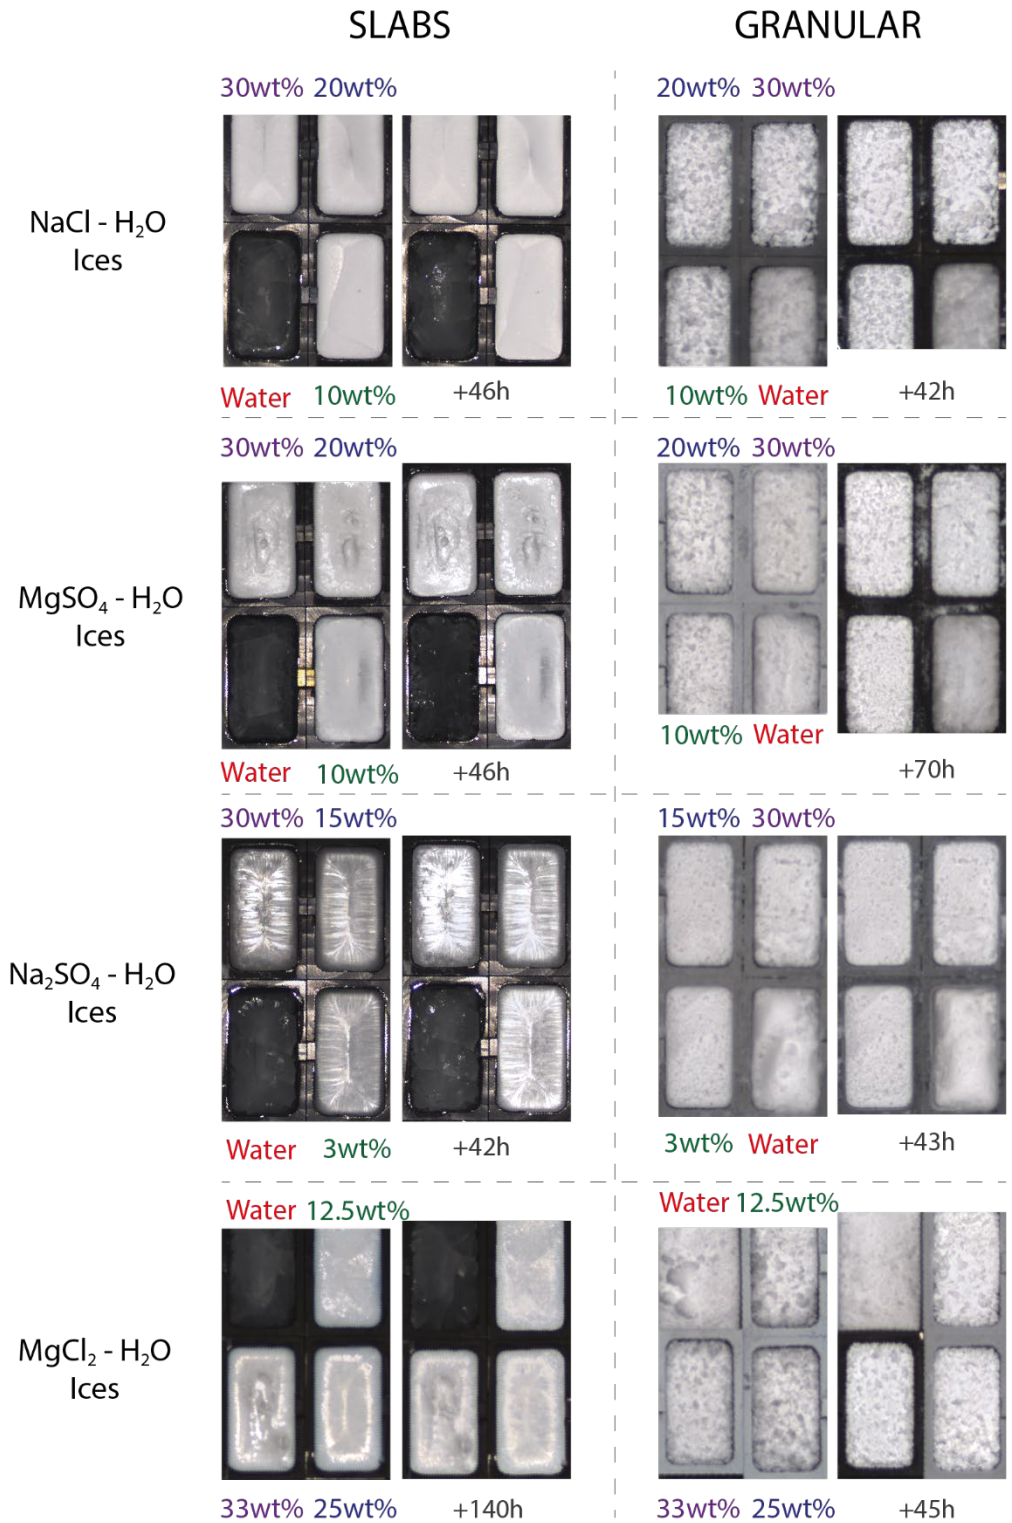 SLABS GRANULAR
30wt% 20wt% 20wt% 30wt%
NaCl - H₂O
Ices
Water 10wt% +46h 10wt% Water +42h
30wt% 20wt% 20wt% 30wt%
MgSO₄ - H₂O
Ices
10wt% Water
Water 10wt% +46h +70h
30wt% 15wt% 15wt% 30wt%
Na₂SO₄ - H₂O
Ices
Water 3wt% +42h 3wt% Water +43h
Water 12.5wt% Water 12.5wt%
MgCl₂ - H₂O
Ices
33wt% 25wt% +140h 33wt% 25wt% +45h